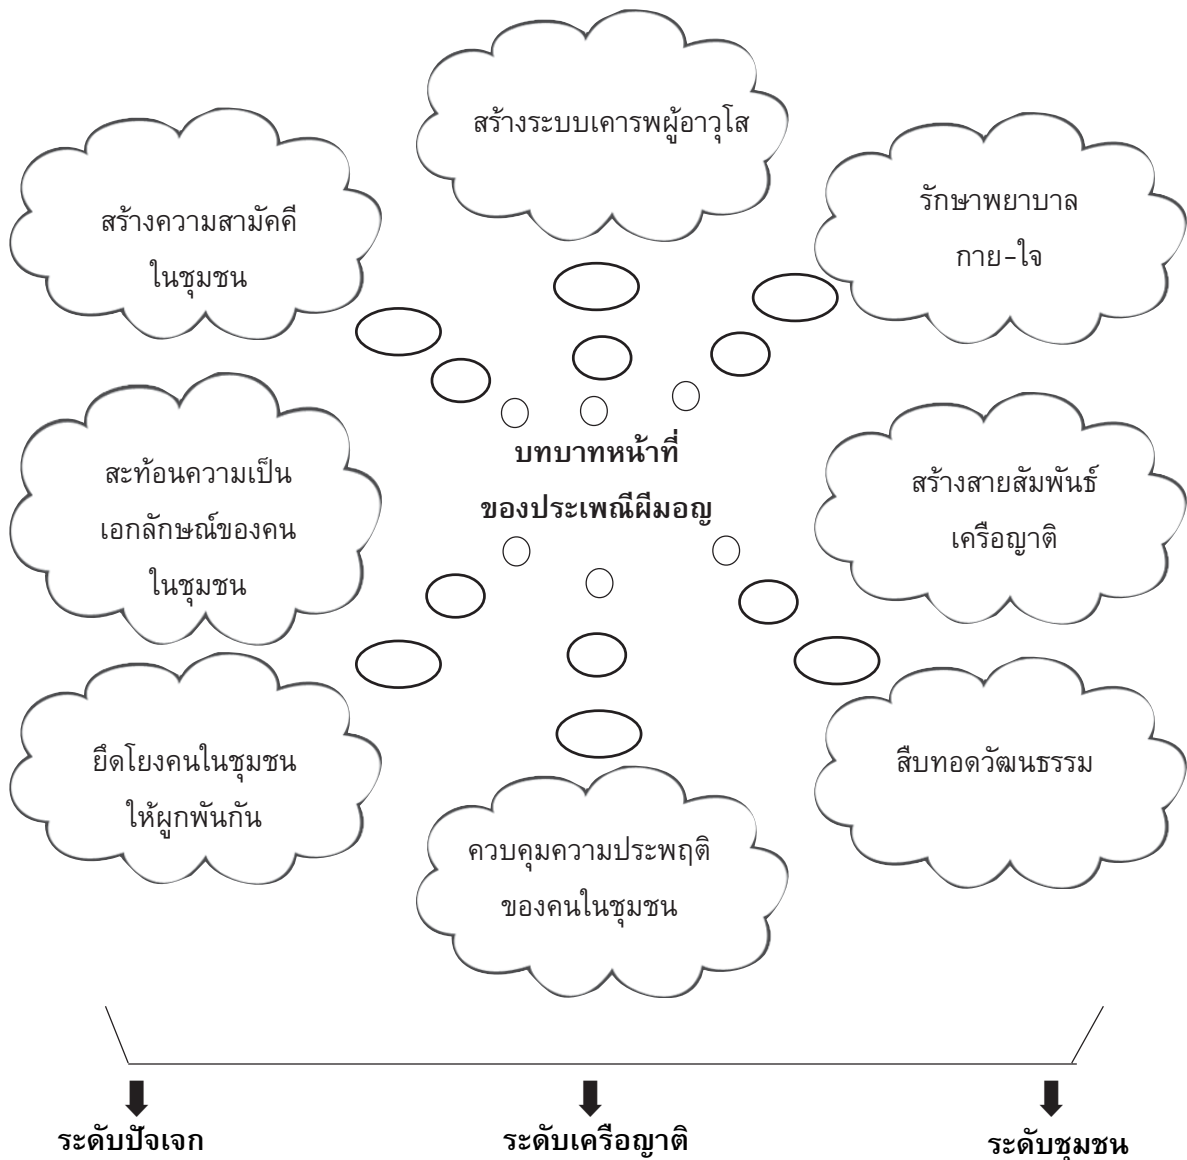 สร้างระบบเคารพผู้อาวุโส
สร้างความสามัคคี
ในชุมชน
รักษาพยาบาล
กาย-ใจ
บทบาทหน้าที่
ของประเพณีผีมอญ
สะท้อนความเป็น
เอกลักษณ์ของคน
ในชุมชน
สร้างสายสัมพันธ์
เครือญาติ
ยึดโยงคนในชุมชน
ให้ผูกพันกัน
สืบทอดวัฒนธรรม
ควบคุมความประพฤติ
ของคนในชุมชน
ระดับปัจเจก
ระดับเครือญาติ
ระดับชุมชน